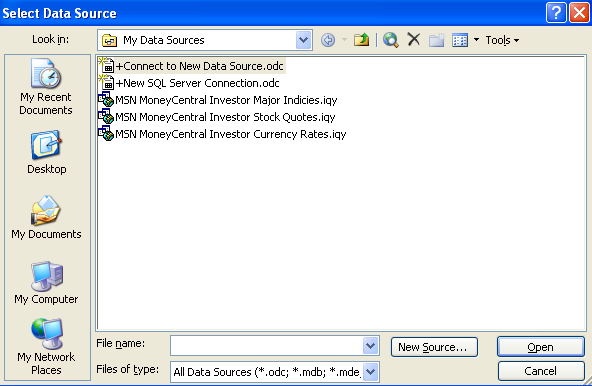 Select Data Source
Look in: My Data Sources Tools
+Connect to New Data Source.odc
+New SQL Server Connection.odc
MSN MoneyCentral Investor Major Indicies.iqy
MSN MoneyCentral Investor Stock Quotes.iqy
MSN MoneyCentral Investor Currency Rates.iqy
My Recent
Documents
Desktop
My Documents
My Computer
My Network
Places
File name: New Source... Open
Files of type: All Data Sources (*.odc; *.mdb; *.mde Cancel